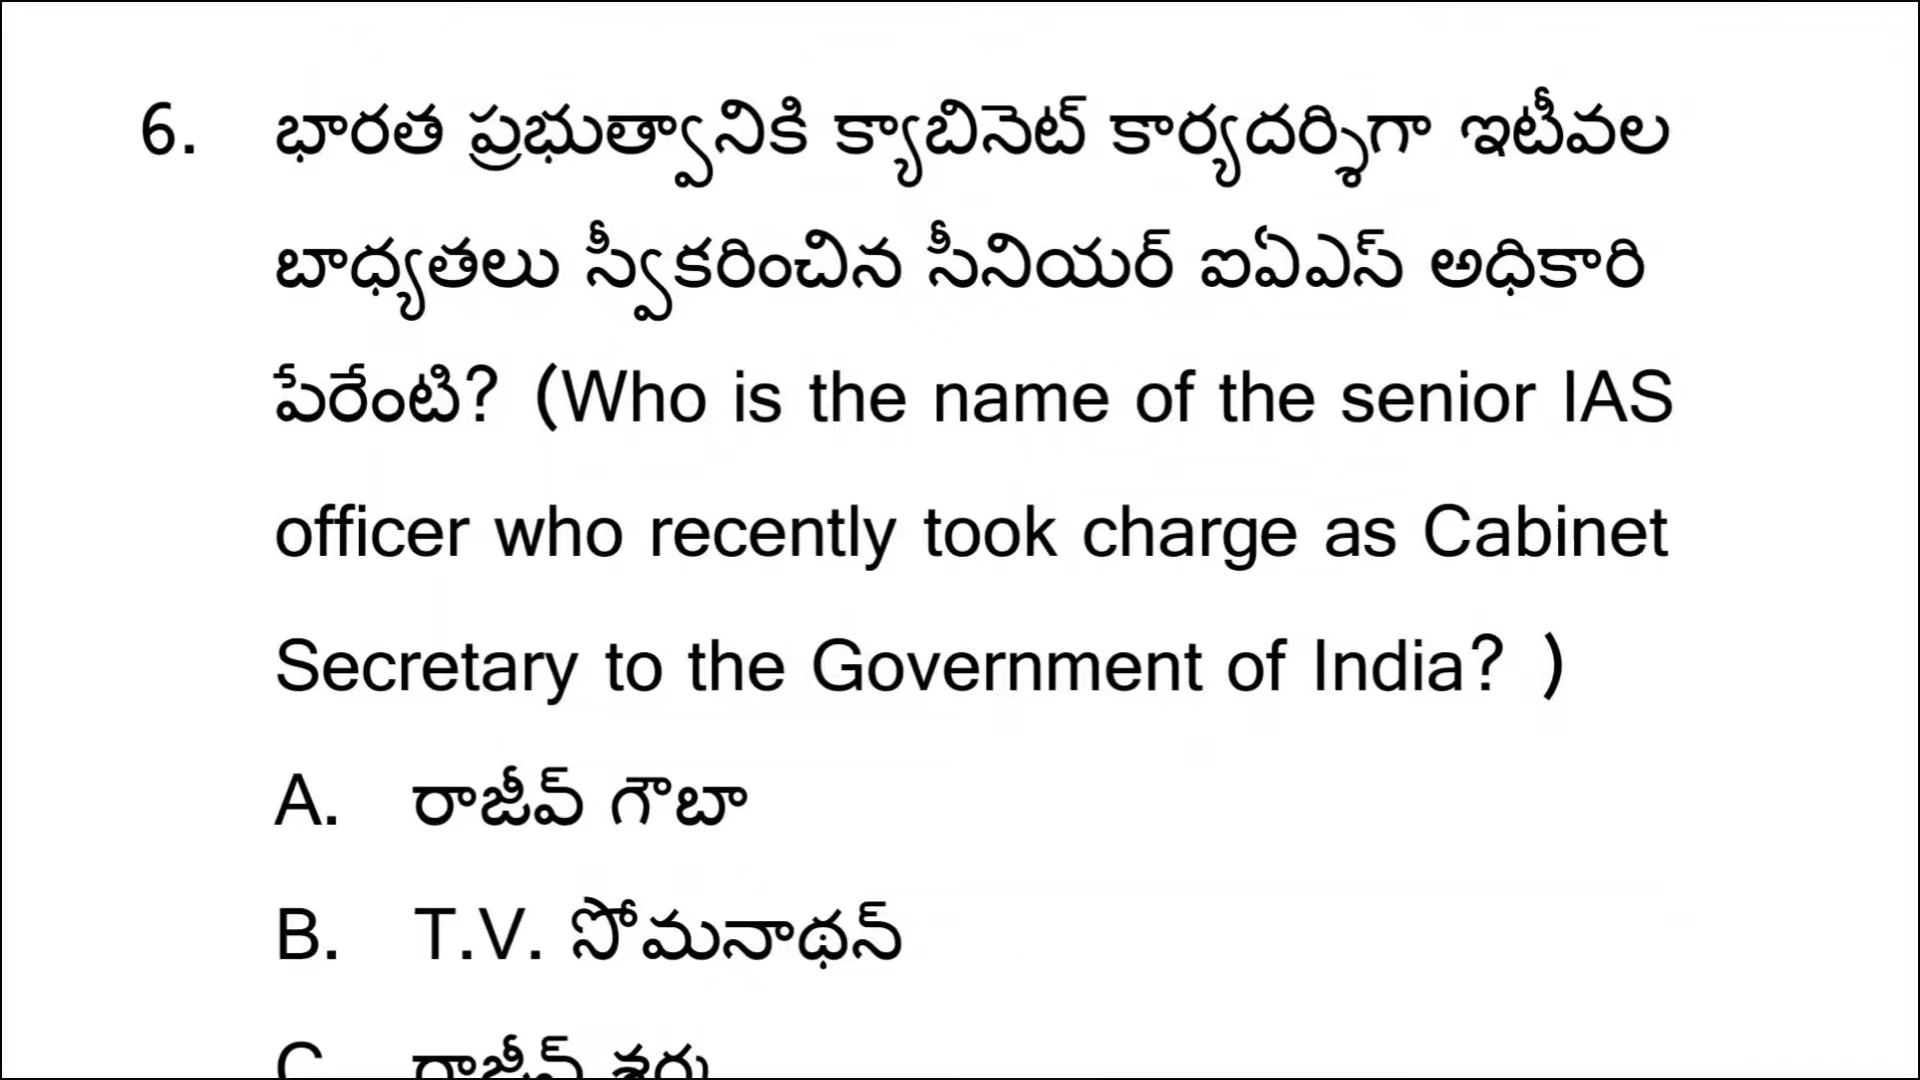 6. భారత ప్రభుత్వానికి క్యాబినెట్ కార్యదర్శిగా ఇటీవల
బాధ్యతలు స్వీకరించిన సీనియర్ ఐఏఎస్ అధికారి
పేరేంటి? (Who is the name of the senior IAS
officer who recently took charge as Cabinet
Secretary to the Government of India? )
A. రాజీవ్ గౌబా
B. T.V. సోమనాథన్
C రాజీవ్